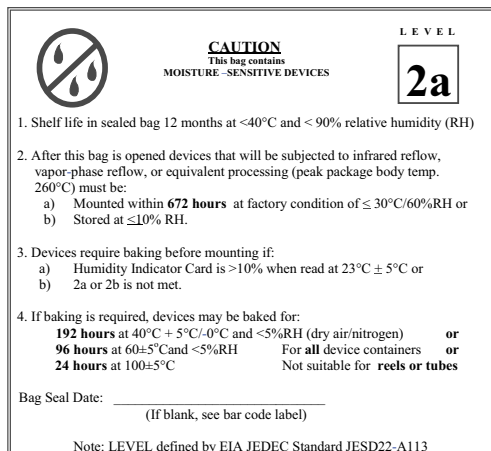 LEVEL
CAUTION
This bag contains
MOISTURE –SENSITIVE DEVICES
2a
1. Shelf life in sealed bag 12 months at <40°C and < 90% relative humidity (RH)
2. After this bag is opened devices that will be subjected to infrared reflow,
vapor-phase reflow, or equivalent processing (peak package body temp.
260°C) must be:
a) Mounted within 672 hours at factory condition of ≤ 30°C/60%RH or
b) Stored at ≤10% RH.
3. Devices require baking before mounting if:
a) Humidity Indicator Card is >10% when read at 23°C ± 5°C or
b) 2a or 2b is not met.
4. If baking is required, devices may be baked for:
192 hours at 40°C + 5°C/-0°C and <5%RH (dry air/nitrogen) or
96 hours at 60±5°Cand <5%RH For all device containers or
24 hours at 100±5°C Not suitable for reels or tubes
Bag Seal Date: ______________________________
(If blank, see bar code label)
Note: LEVEL defined by EIA JEDEC Standard JESD22-A113